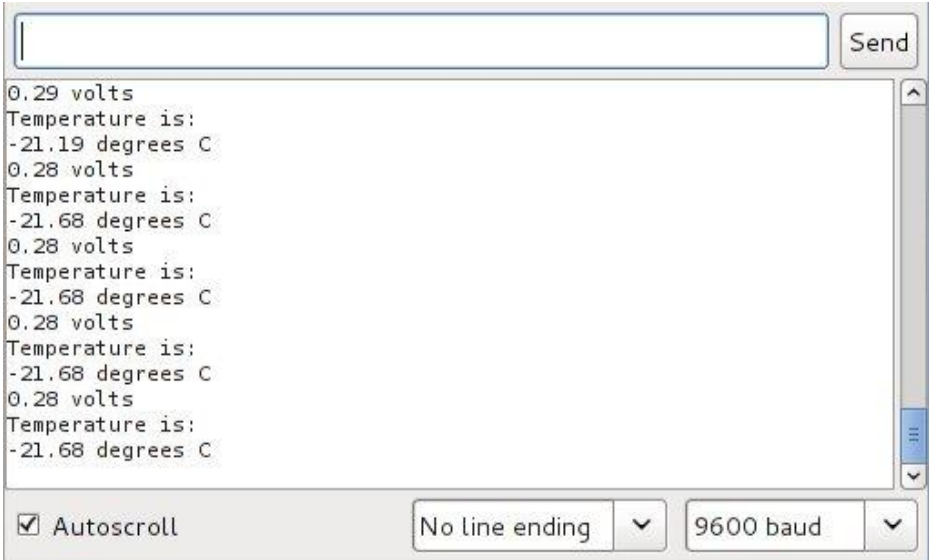 Send
0.29 volts
Temperature is:
-21.19 degrees C
0.28 volts
Temperature is:
-21.68 degrees C
0.28 volts
Temperature is:
-21.68 degrees C
0.28 volts
Temperature is:
-21.68 degrees C
0.28 volts
Temperature is:
-21.68 degrees C
Autoscroll
No line ending
9600 baud